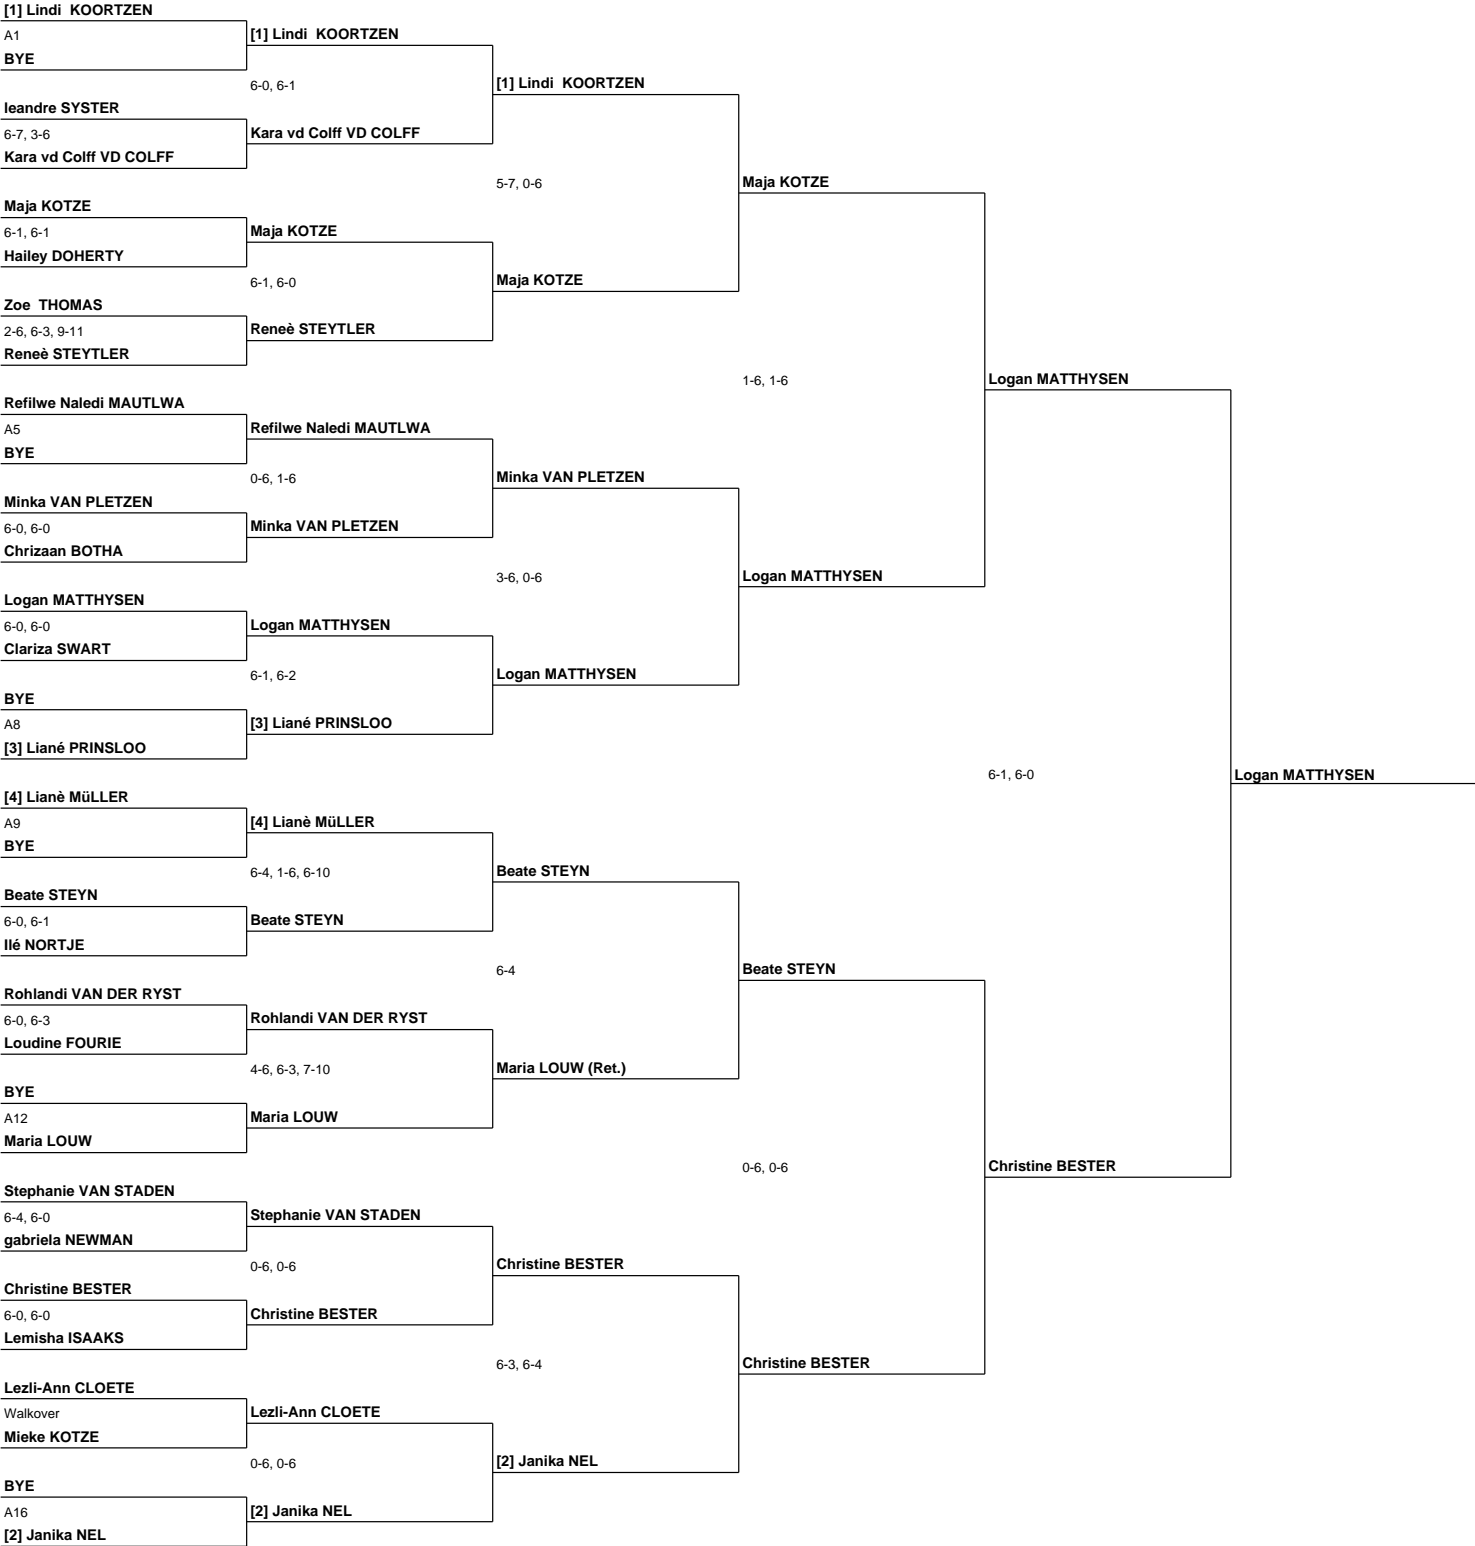 [1] Lindi  KOORTZEN
A1
BYE
[1] Lindi  KOORTZEN
6-0, 6-1
leandre SYSTER
6-7, 3-6
Kara vd Colff VD COLFF
Kara vd Colff VD COLFF
[1] Lindi  KOORTZEN
5-7, 0-6
Maja KOTZE
6-1, 6-1
Hailey DOHERTY
Maja KOTZE
6-1, 6-0
Zoe  THOMAS
2-6, 6-3, 9-11
Reneè STEYTLER
Reneè STEYTLER
Maja KOTZE
Maja KOTZE
1-6, 1-6
Refilwe Naledi MAUTLWA
A5
BYE
Refilwe Naledi MAUTLWA
0-6, 1-6
Minka VAN PLETZEN
6-0, 6-0
Chrizaan BOTHA
Minka VAN PLETZEN
Minka VAN PLETZEN
3-6, 0-6
Logan MATTHYSEN
6-0, 6-0
Clariza SWART
Logan MATTHYSEN
6-1, 6-2
BYE
A8
[3] Liané PRINSLOO
[3] Liané PRINSLOO
Logan MATTHYSEN
Logan MATTHYSEN
Logan MATTHYSEN
6-1, 6-0
Logan MATTHYSEN
[4] Lianè MüLLER
A9
BYE
[4] Lianè MüLLER
6-4, 1-6, 6-10
Beate STEYN
6-0, 6-1
Ilé NORTJE
Beate STEYN
Beate STEYN
6-4
Rohlandi VAN DER RYST
6-0, 6-3
Loudine FOURIE
Rohlandi VAN DER RYST
4-6, 6-3, 7-10
BYE
A12
Maria LOUW
Maria LOUW
Maria LOUW (Ret.)
Beate STEYN
0-6, 0-6
Stephanie VAN STADEN
6-4, 6-0
gabriela NEWMAN
Stephanie VAN STADEN
0-6, 0-6
Christine BESTER
6-0, 6-0
Lemisha ISAAKS
Christine BESTER
Christine BESTER
6-3, 6-4
Lezli-Ann CLOETE
Walkover
Mieke KOTZE
Lezli-Ann CLOETE
0-6, 0-6
BYE
A16
[2] Janika NEL
[2] Janika NEL
[2] Janika NEL
Christine BESTER
Christine BESTER